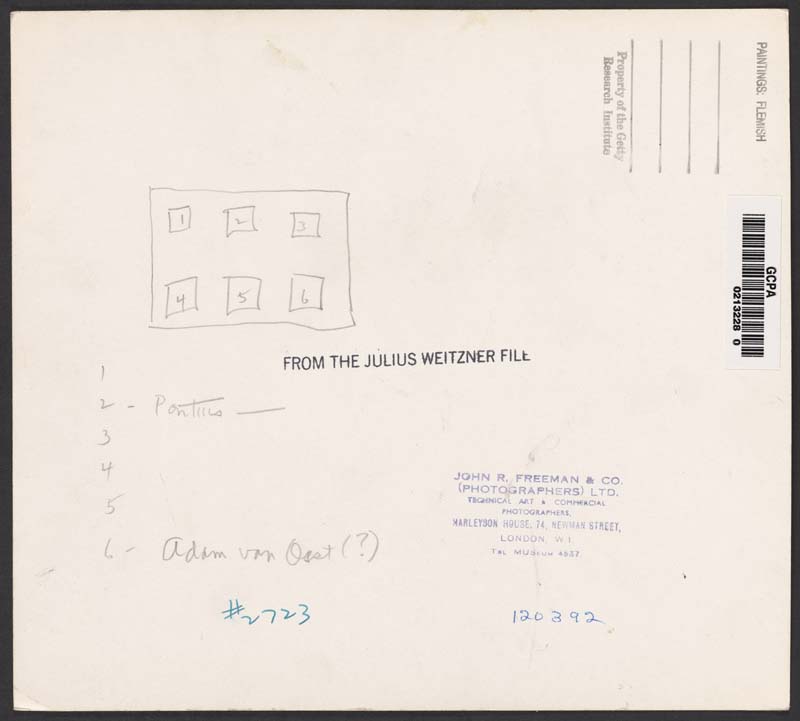 PAINTINGS: FLEMISH
Property of the Getty
Research Institute
GCPA
0213228 0
1 2 3
4 5 6
FROM THE JULIUS WEITZNER FILE
1
2 - Pontius —
3
4
5
6 - Adam van Oost (?)
JOHN R. FREEMAN & CO.
(PHOTOGRAPHERS) LTD.
TECHNICAL ART & COMMERCIAL
PHOTOGRAPHERS,
MARLEYSON HOUSE, 74, NEWMAN STREET,
LONDON, W.1.
TEL MUSEUM 4537.
#2723
120392